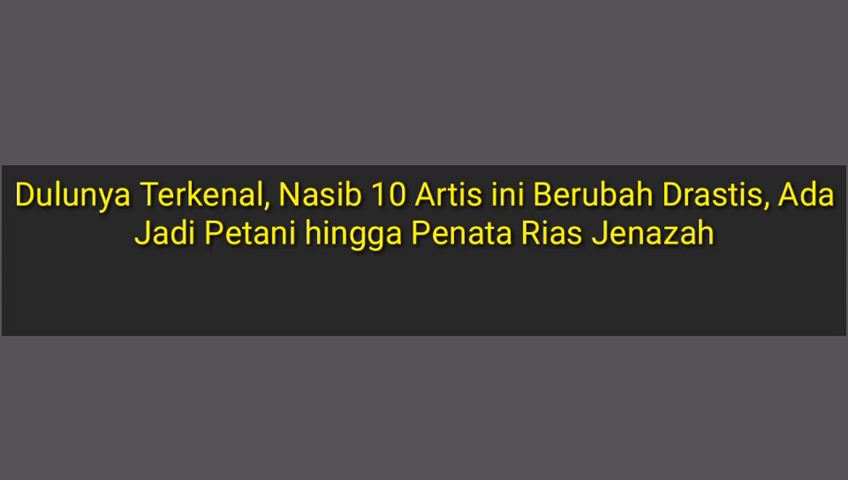 Dulunya Terkenal, Nasib 10 Artis ini Berubah Drastis, Ada
Jadi Petani hingga Penata Rias Jenazah